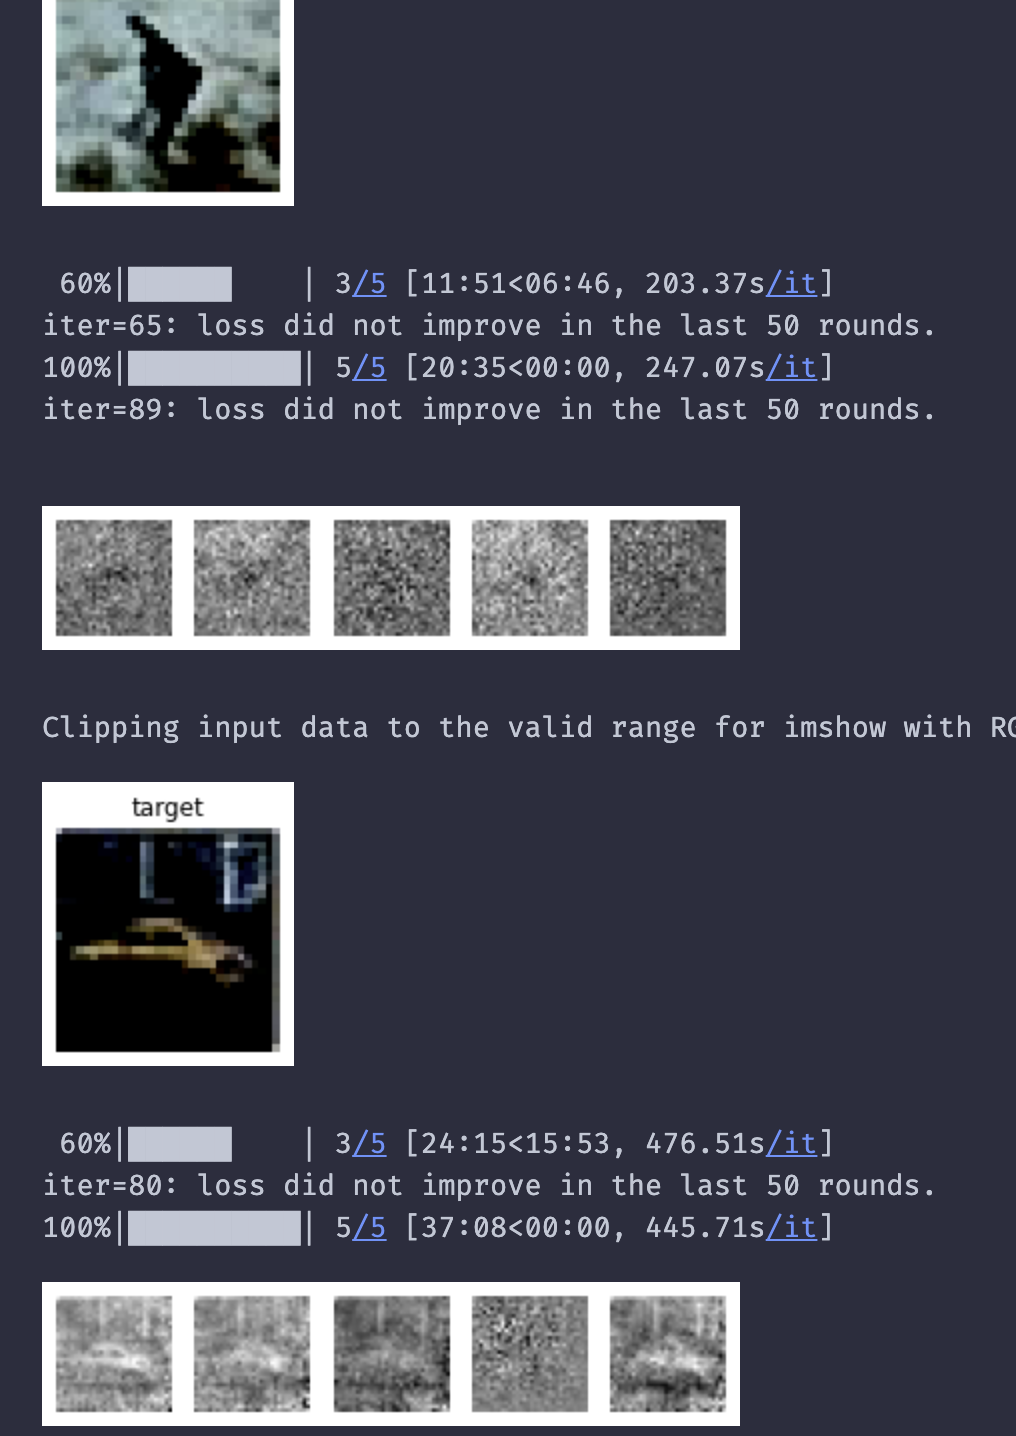 60%|██████    | 3/5 [11:51<06:46, 203.37s/it]
iter=65: loss did not improve in the last 50 rounds.
100%|██████████| 5/5 [20:35<00:00, 247.07s/it]
iter=89: loss did not improve in the last 50 rounds.
Clipping input data to the valid range for imshow with
target
60%|██████    | 3/5 [24:15<15:53, 476.51s/it]
iter=80: loss did not improve in the last 50 rounds.
100%|██████████| 5/5 [37:08<00:00, 445.71s/it]